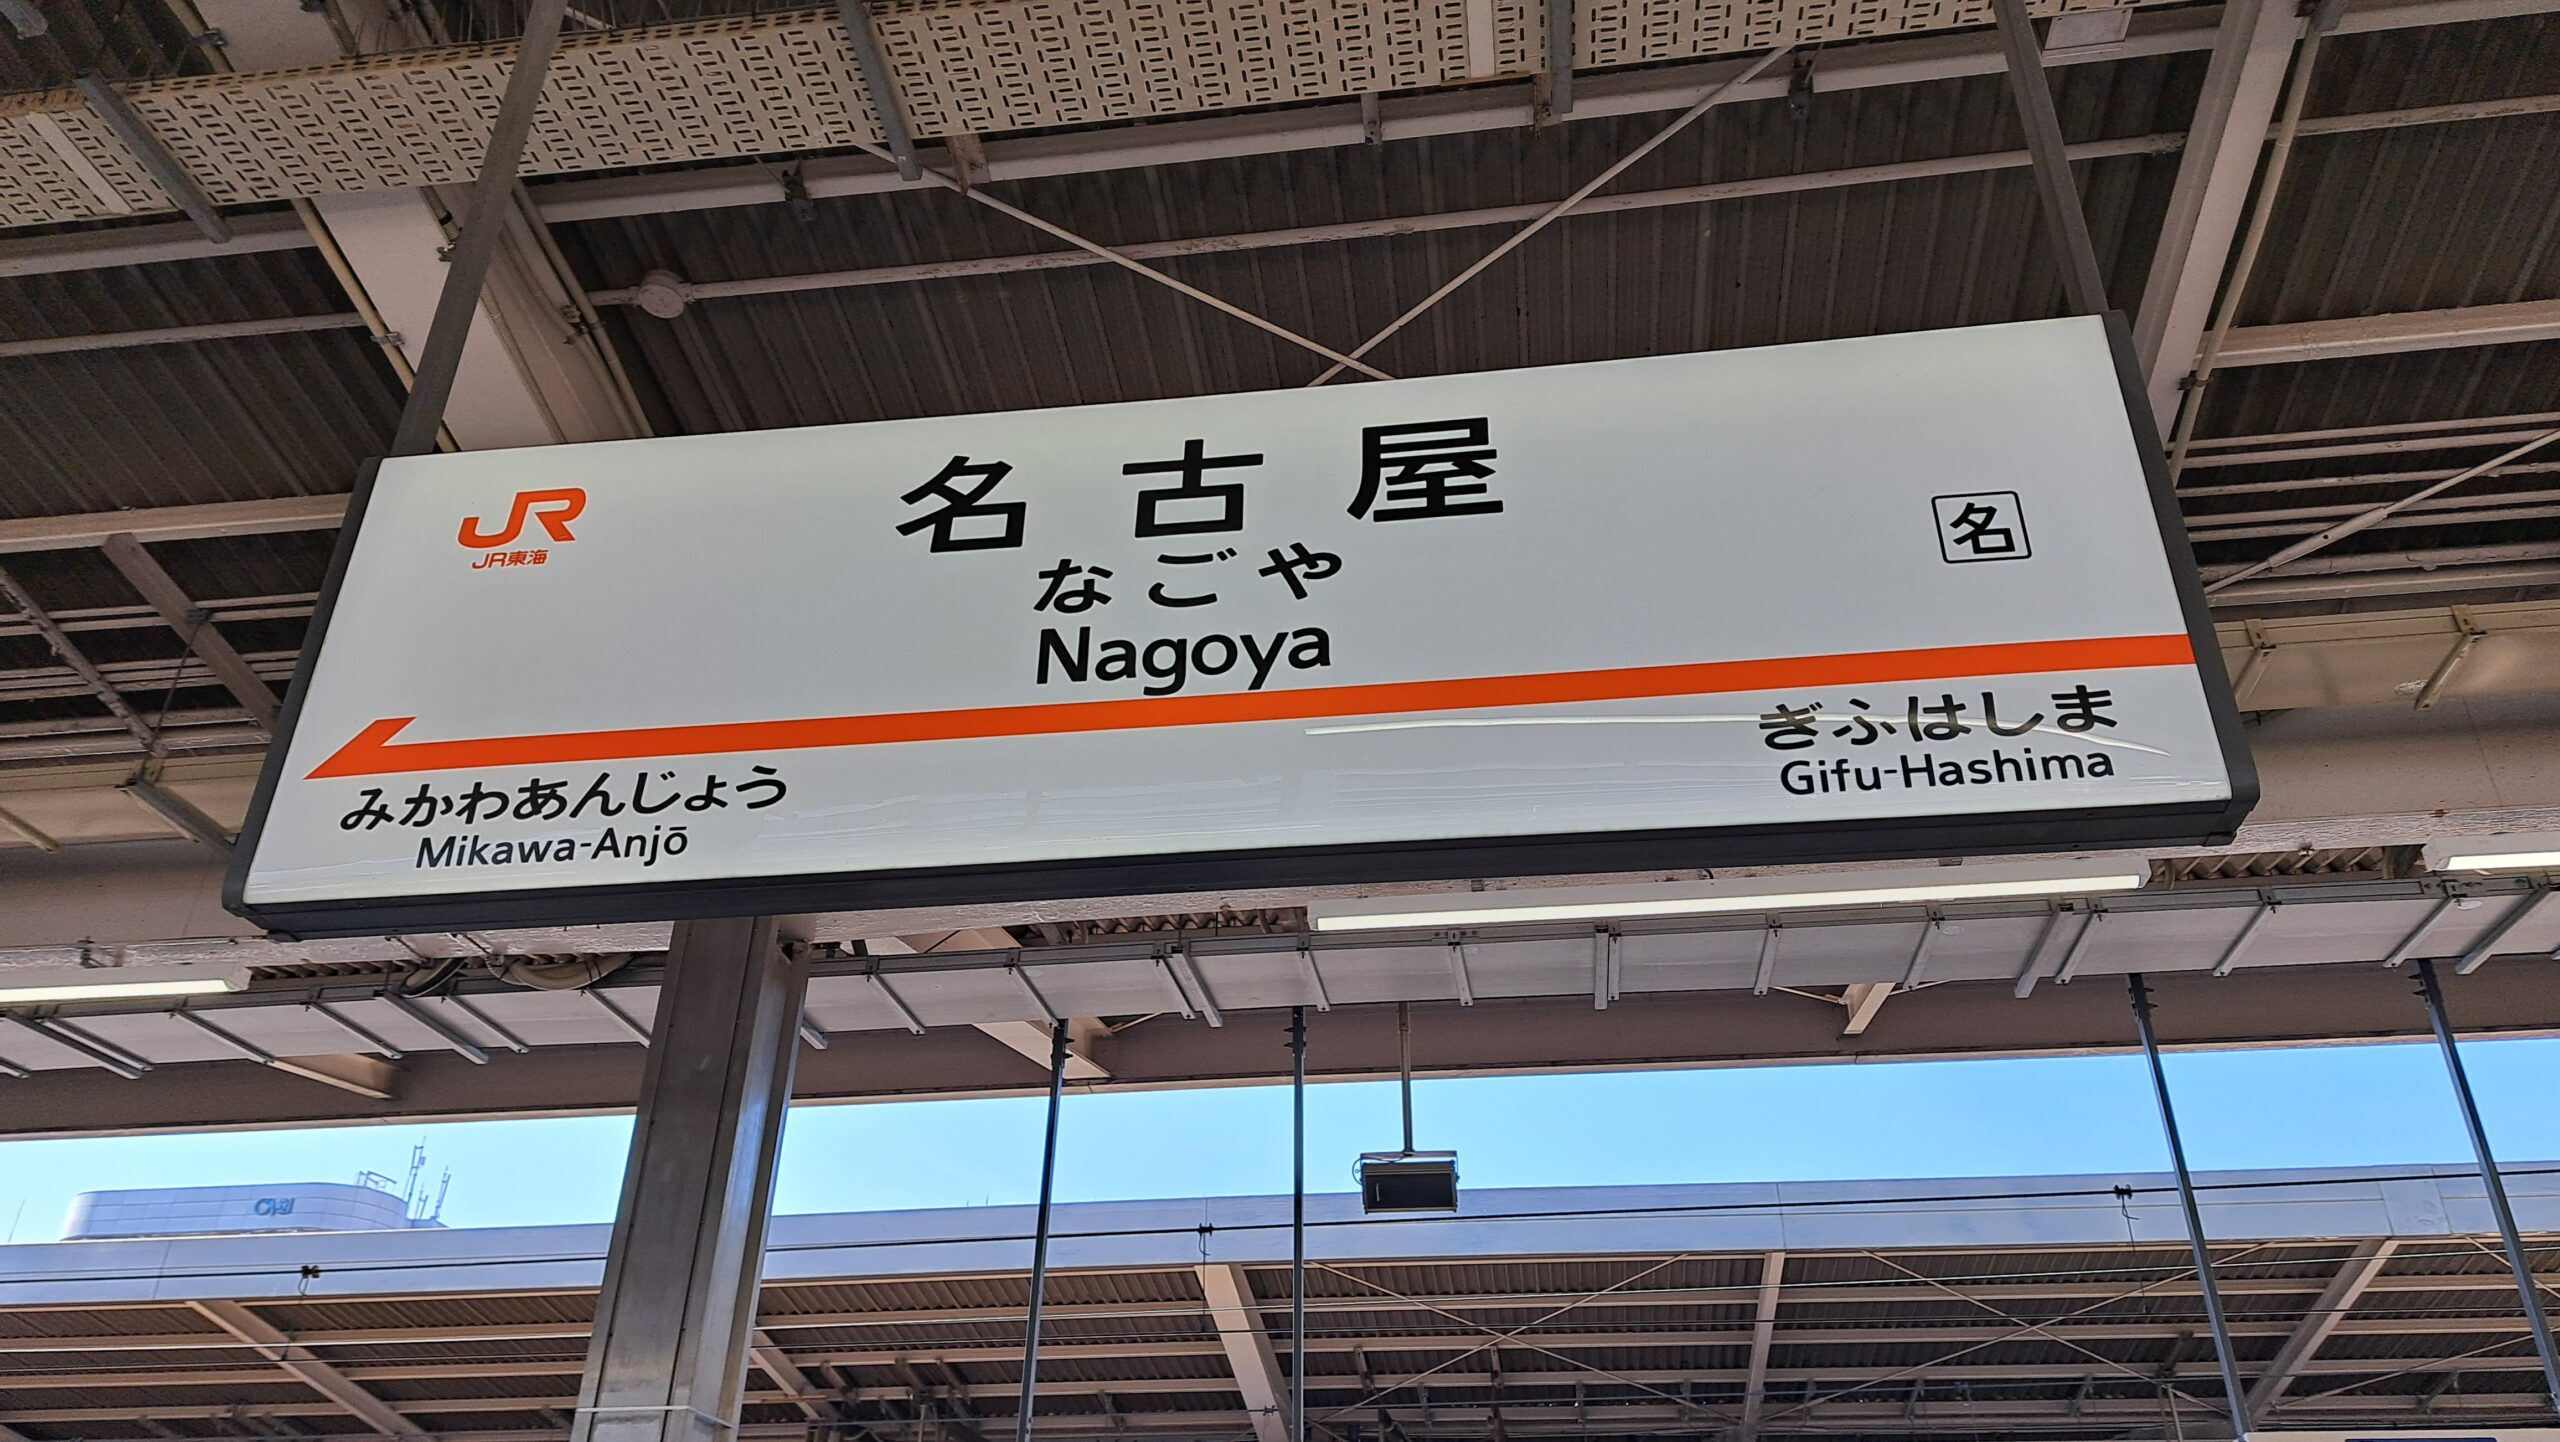 JR
JR東海
名古屋
名
なごや
Nagoya
みかわあんじょう
Mikawa-Anjō
ぎふはしま
Gifu-Hashima